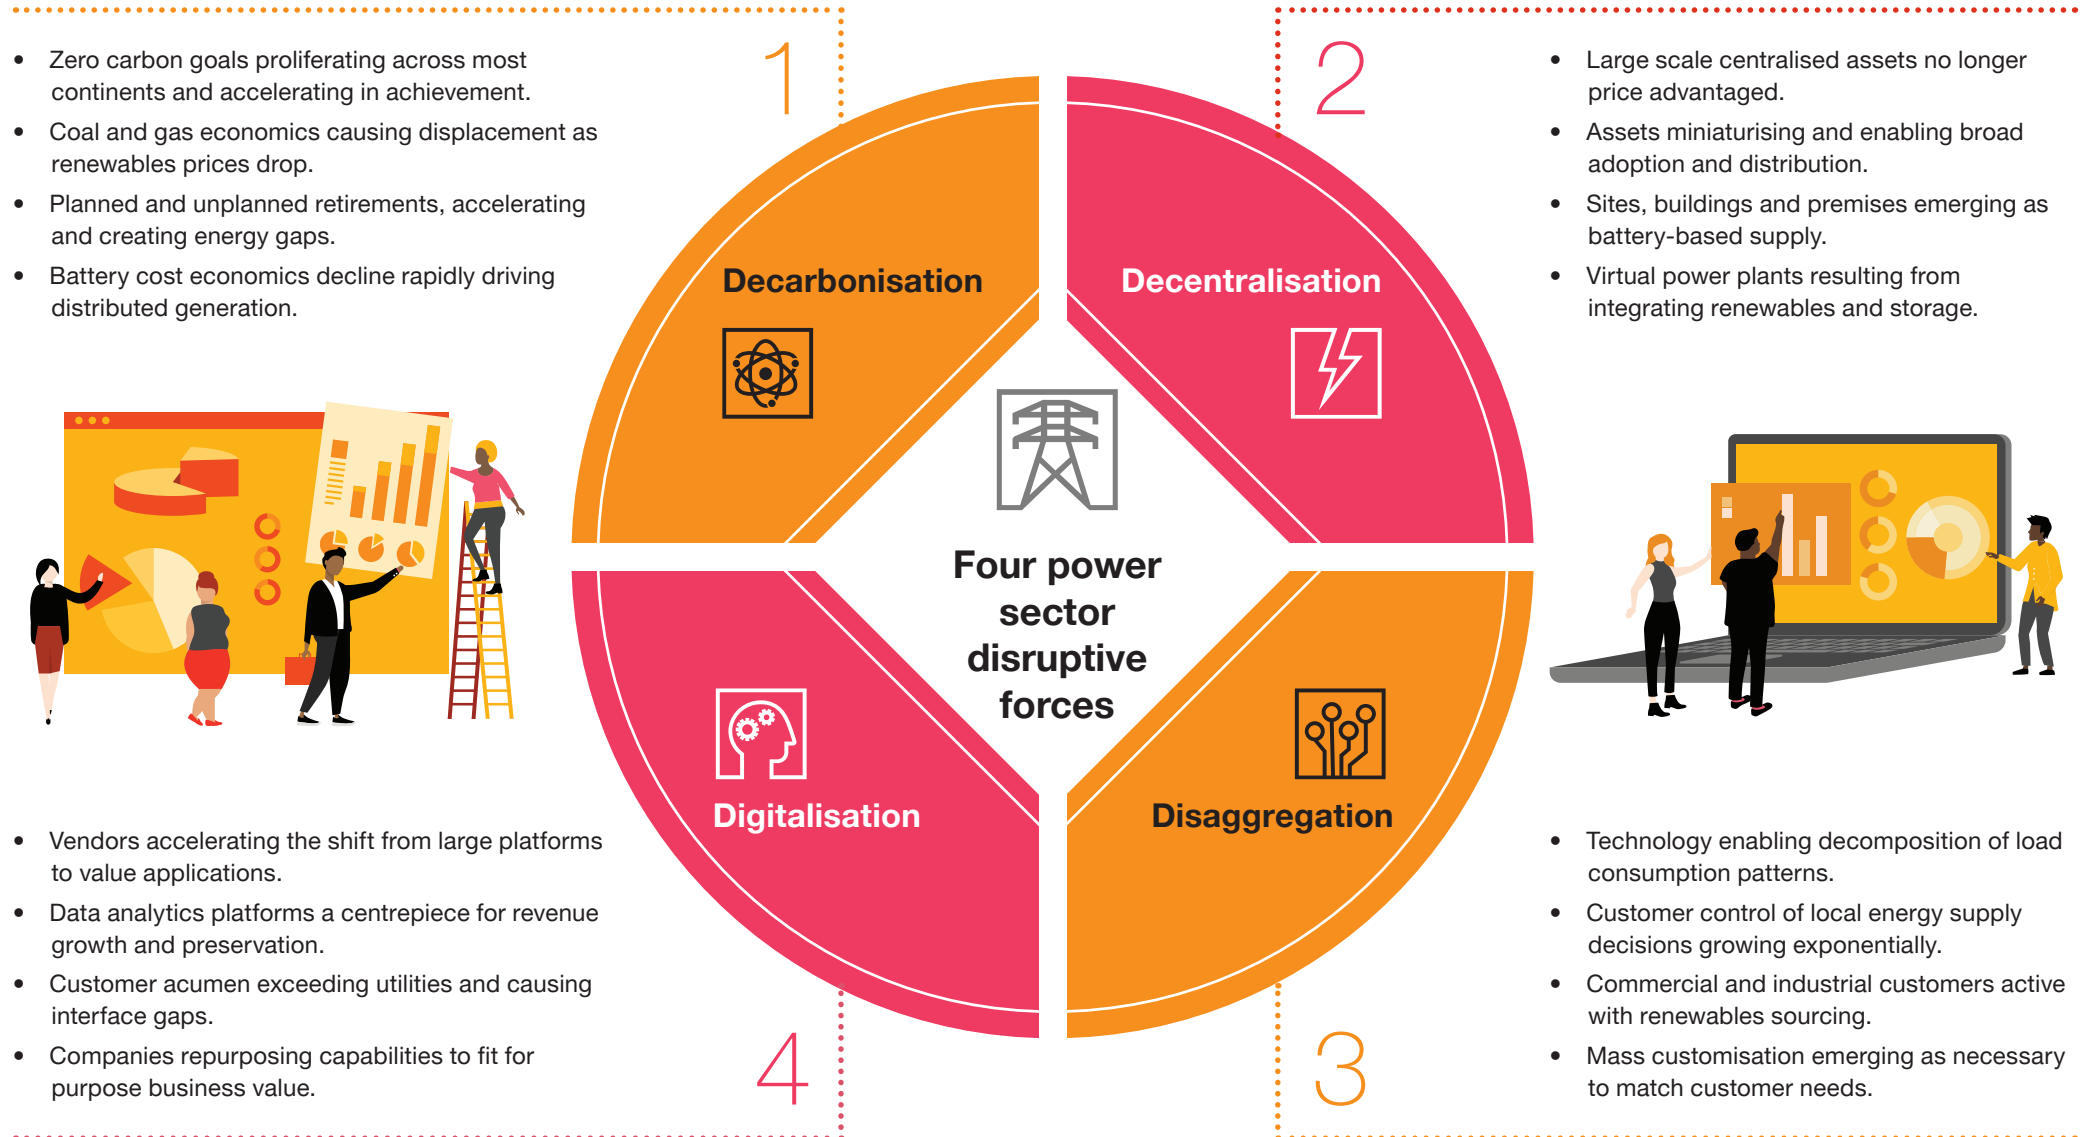 1
• Zero carbon goals proliferating across most
continents and accelerating in achievement.
• Coal and gas economics causing displacement as
renewables prices drop.
• Planned and unplanned retirements, accelerating
and creating energy gaps.
• Battery cost economics decline rapidly driving
distributed generation.
Decarbonisation
2
• Large scale centralised assets no longer
price advantaged.
• Assets miniaturising and enabling broad
adoption and distribution.
• Sites, buildings and premises emerging as
battery-based supply.
• Virtual power plants resulting from
integrating renewables and storage.
Decentralisation
Four power
sector
disruptive
forces
Digitalisation
• Vendors accelerating the shift from large platforms
to value applications.
• Data analytics platforms a centrepiece for revenue
growth and preservation.
• Customer acumen exceeding utilities and causing
interface gaps.
• Companies repurposing capabilities to fit for
purpose business value.
4
Disaggregation
• Technology enabling decomposition of load
consumption patterns.
• Customer control of local energy supply
decisions growing exponentially.
• Commercial and industrial customers active
with renewables sourcing.
• Mass customisation emerging as necessary
to match customer needs.
3